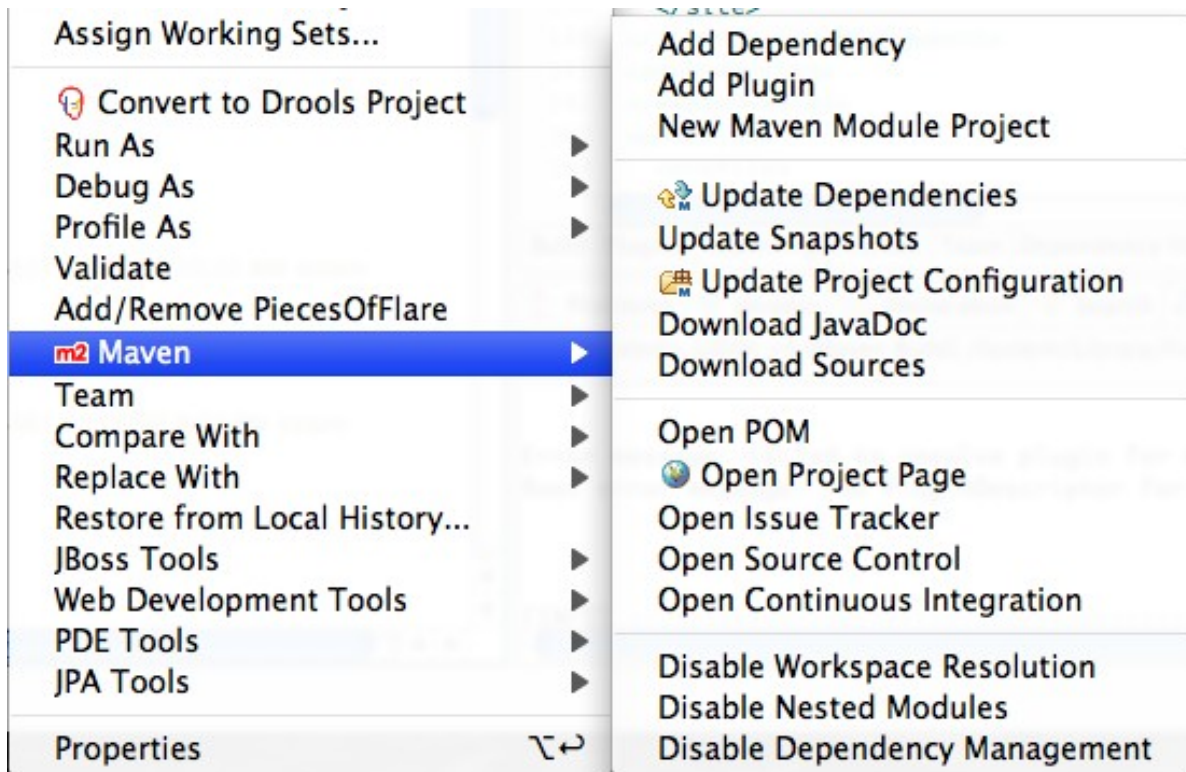 Assign Working Sets...
Convert to Drools Project
Run As
Debug As
Profile As
Validate
Add/Remove PiecesOfFlare
m2 Maven
Team
Compare With
Replace With
Restore from Local History...
JBoss Tools
Web Development Tools
PDE Tools
JPA Tools
Properties ⌥↩
</site>
Add Dependency
Add Plugin
New Maven Module Project
Update Dependencies
Update Snapshots
Update Project Configuration
Download JavaDoc
Download Sources
Open POM
Open Project Page
Open Issue Tracker
Open Source Control
Open Continuous Integration
Disable Workspace Resolution
Disable Nested Modules
Disable Dependency Management